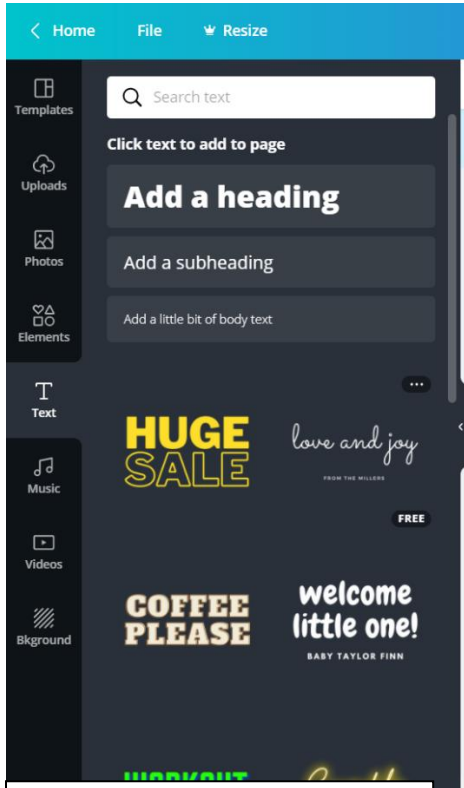 Home File Resize
Templates
Uploads
Photos
Elements
Text
Music
Videos
Bkground
Search text
Click text to add to page
Add a heading
Add a subheading
Add a little bit of body text
HUGE
SALE
love and joy
FROM THE MILLERS
FREE
COFFEE
PLEASE
welcome
little one!
BABY TAYLOR FINN
WORKOUT